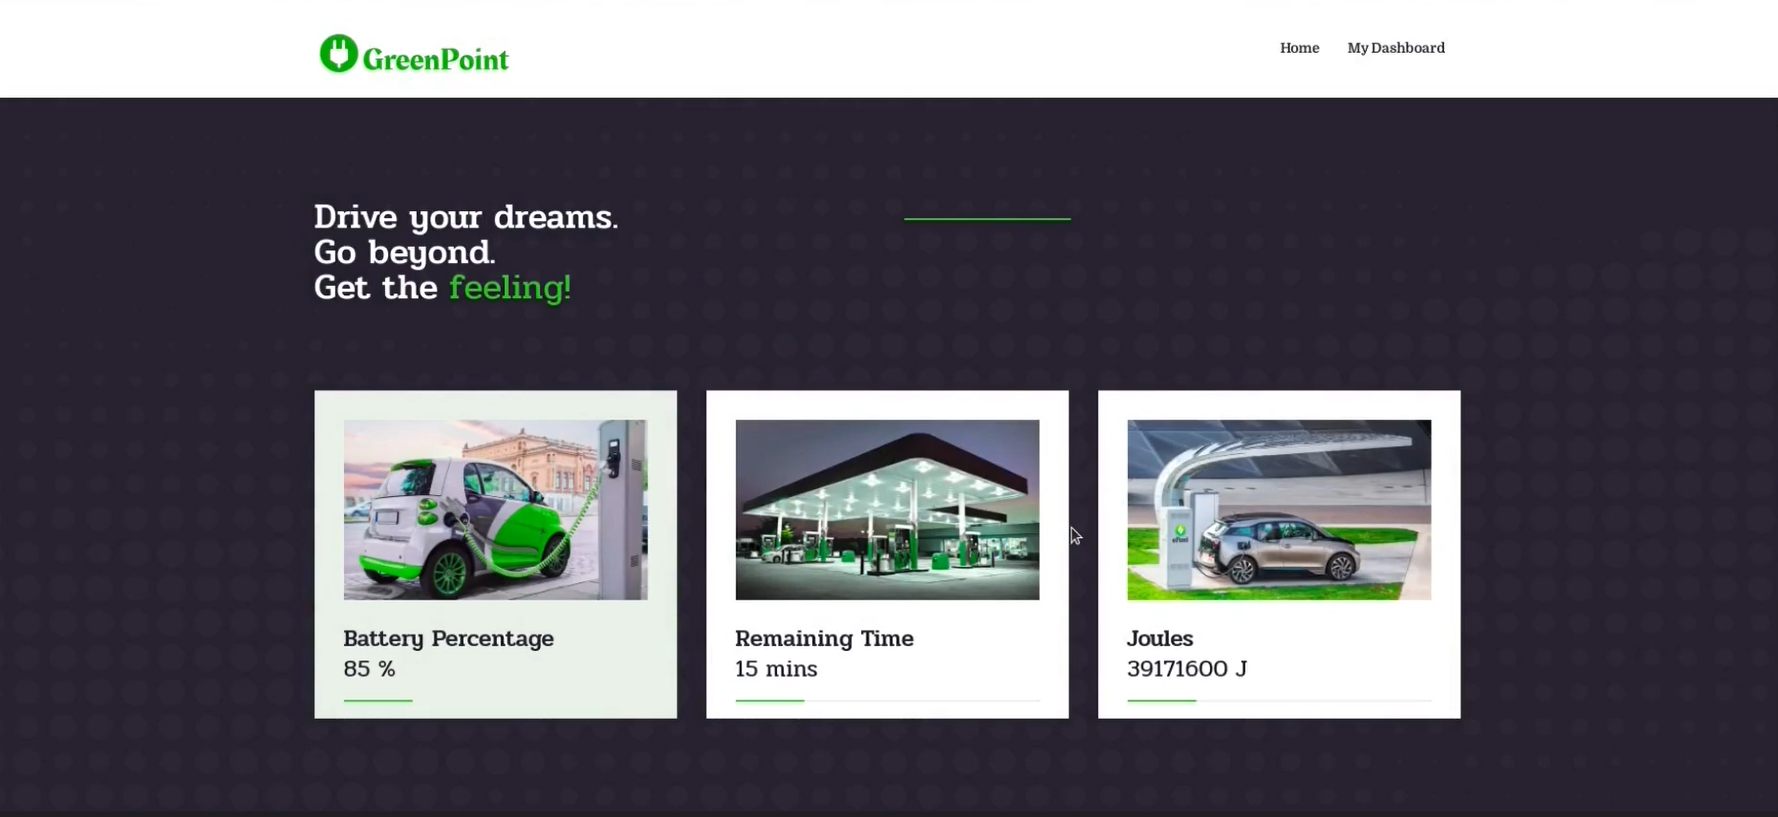 GreenPoint
Home
My Dashboard
Drive your dreams.
Go beyond.
Get the feeling!
Battery Percentage
85 %
Remaining Time
15 mins
Joules
39171600 J